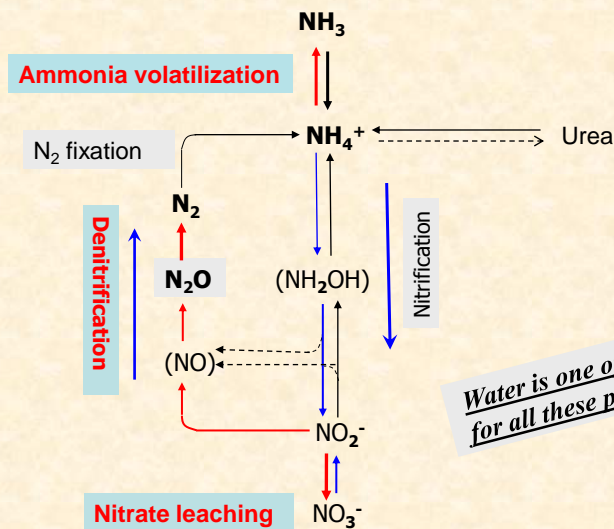 NH₃
Ammonia volatilization
NH₄⁺
Urea
N₂ fixation
N₂
Denitrification
Nitrification
N₂O
(NH₂OH)
(NO)
Water is one
for all these
NO₂⁻
Nitrate leaching
NO₃⁻